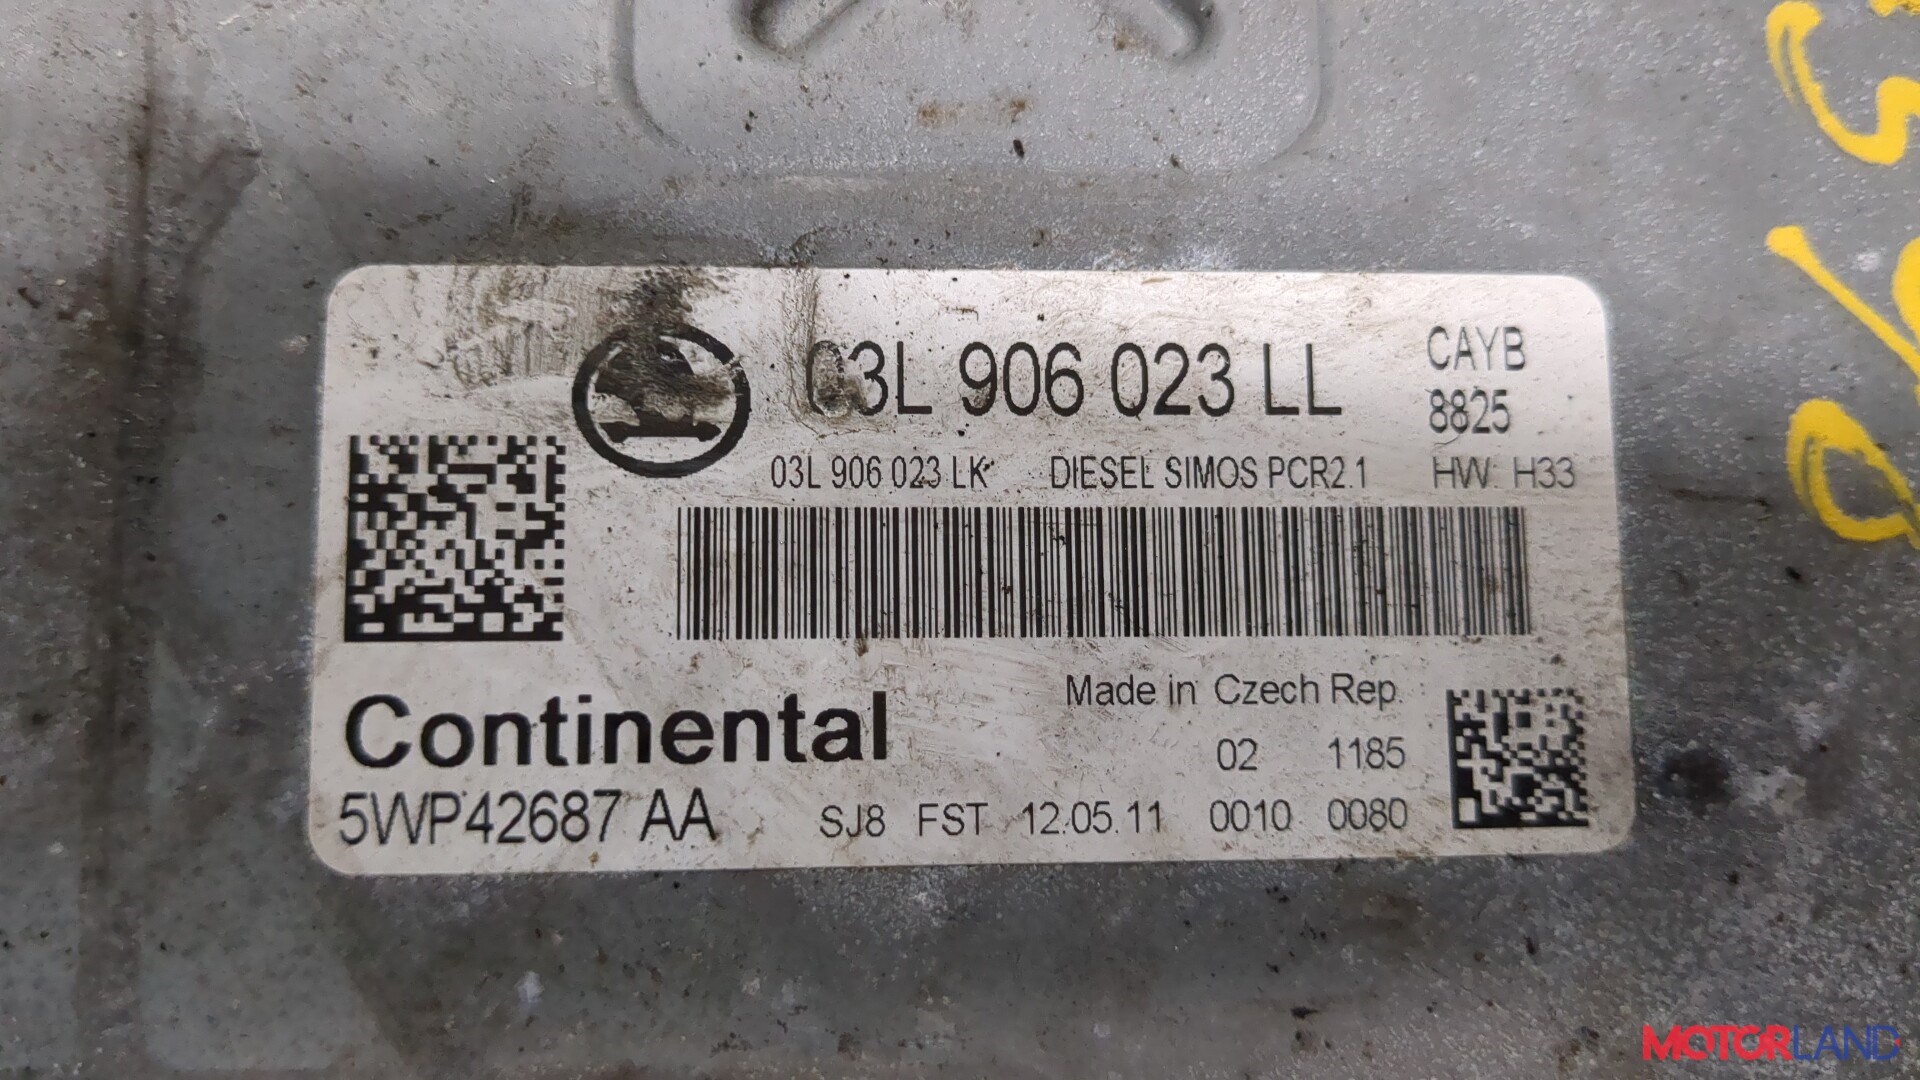 03L 906 023 LL
CAYB
8825
03L 906 023 LK
DIESEL SIMOS PCR2.1
HW: H33
Made in Czech Rep.
Continental
02 1185
5WP42687 AA
SJ8 FST 12.05.11 0010 0080
MOTORLAND